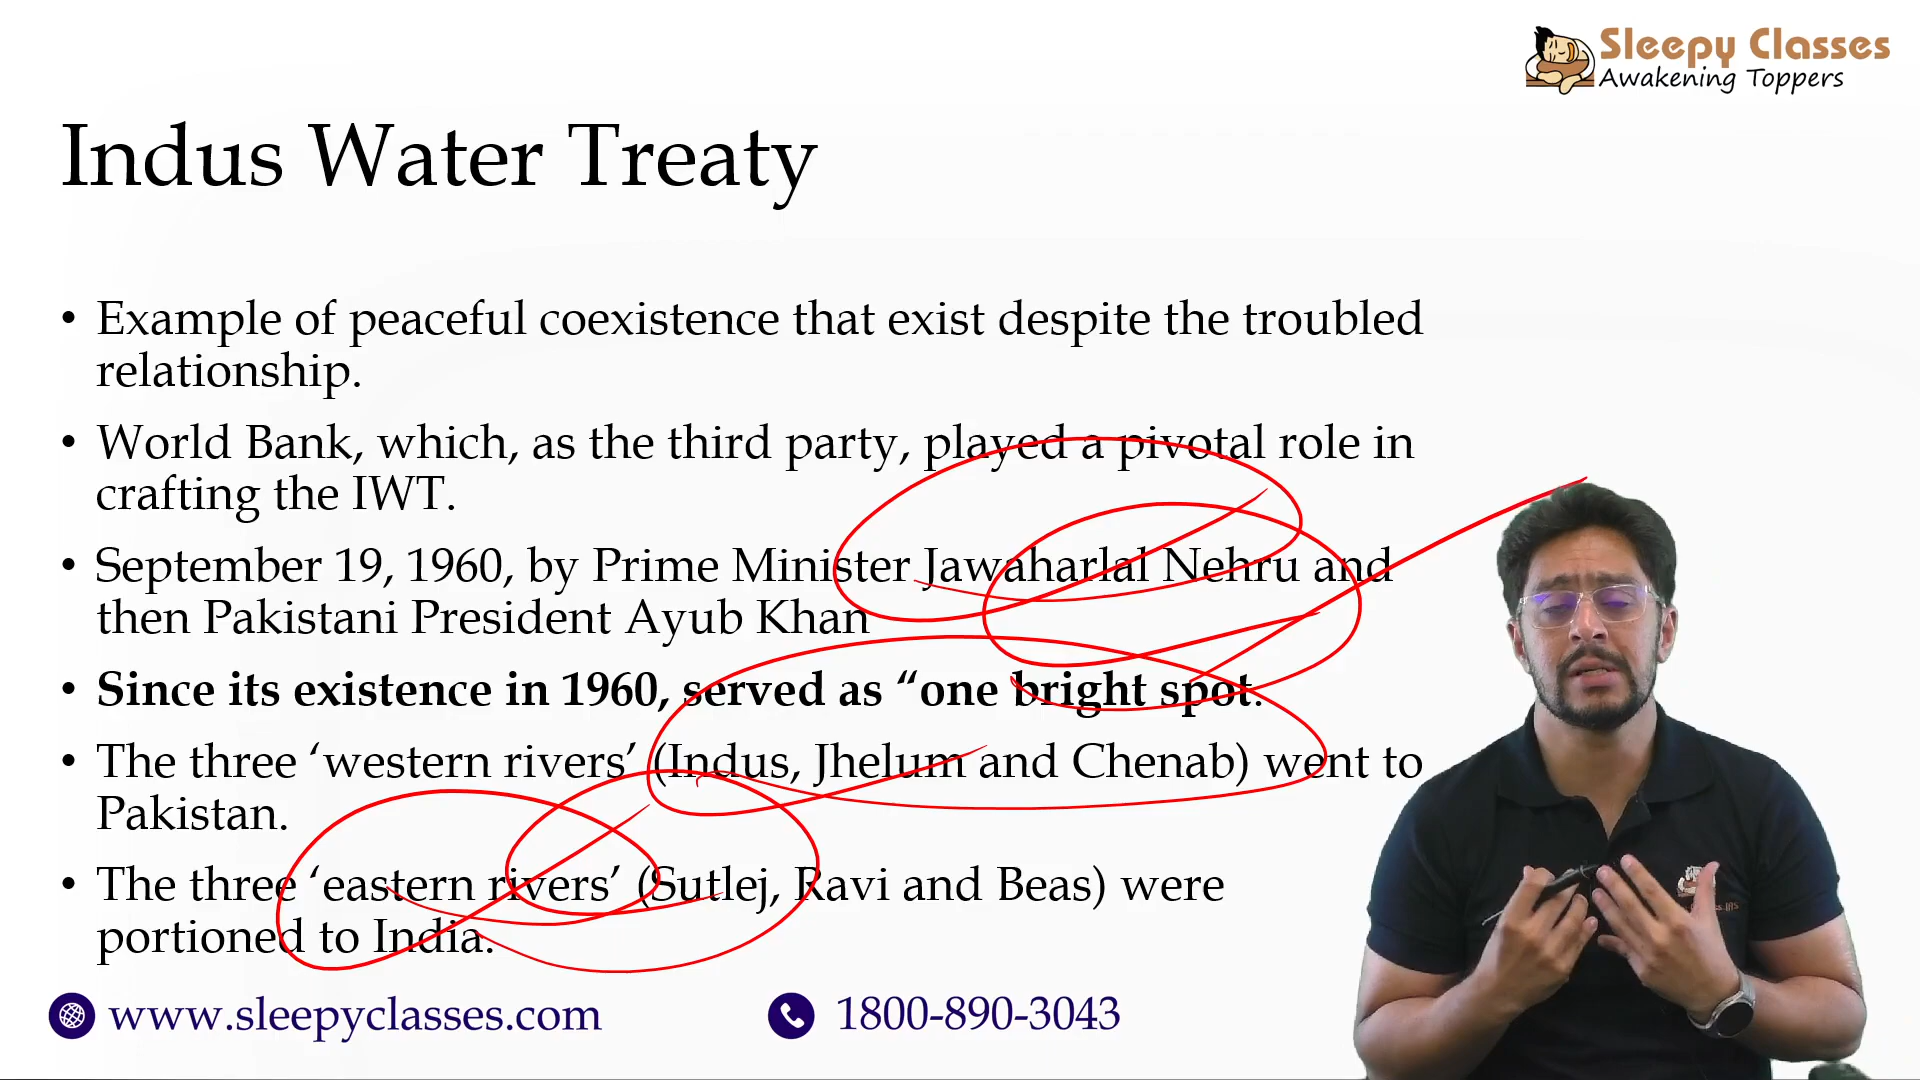 Sleepy Classes
Awakening Toppers
Indus Water Treaty
• Example of peaceful coexistence that exist despite the troubled
relationship.
• World Bank, which, as the third party, played a pivotal role in
crafting the IWT.
• September 19, 1960, by Prime Minister Jawaharlal Nehru and
then Pakistani President Ayub Khan
• Since its existence in 1960, served as “one bright spot.
• The three ‘western rivers’ (Indus, Jhelum and Chenab) went to
Pakistan.
• The three ‘eastern rivers’ (Sutlej, Ravi and Beas) were
portioned to India.
www.sleepyclasses.com
1800-890-3043